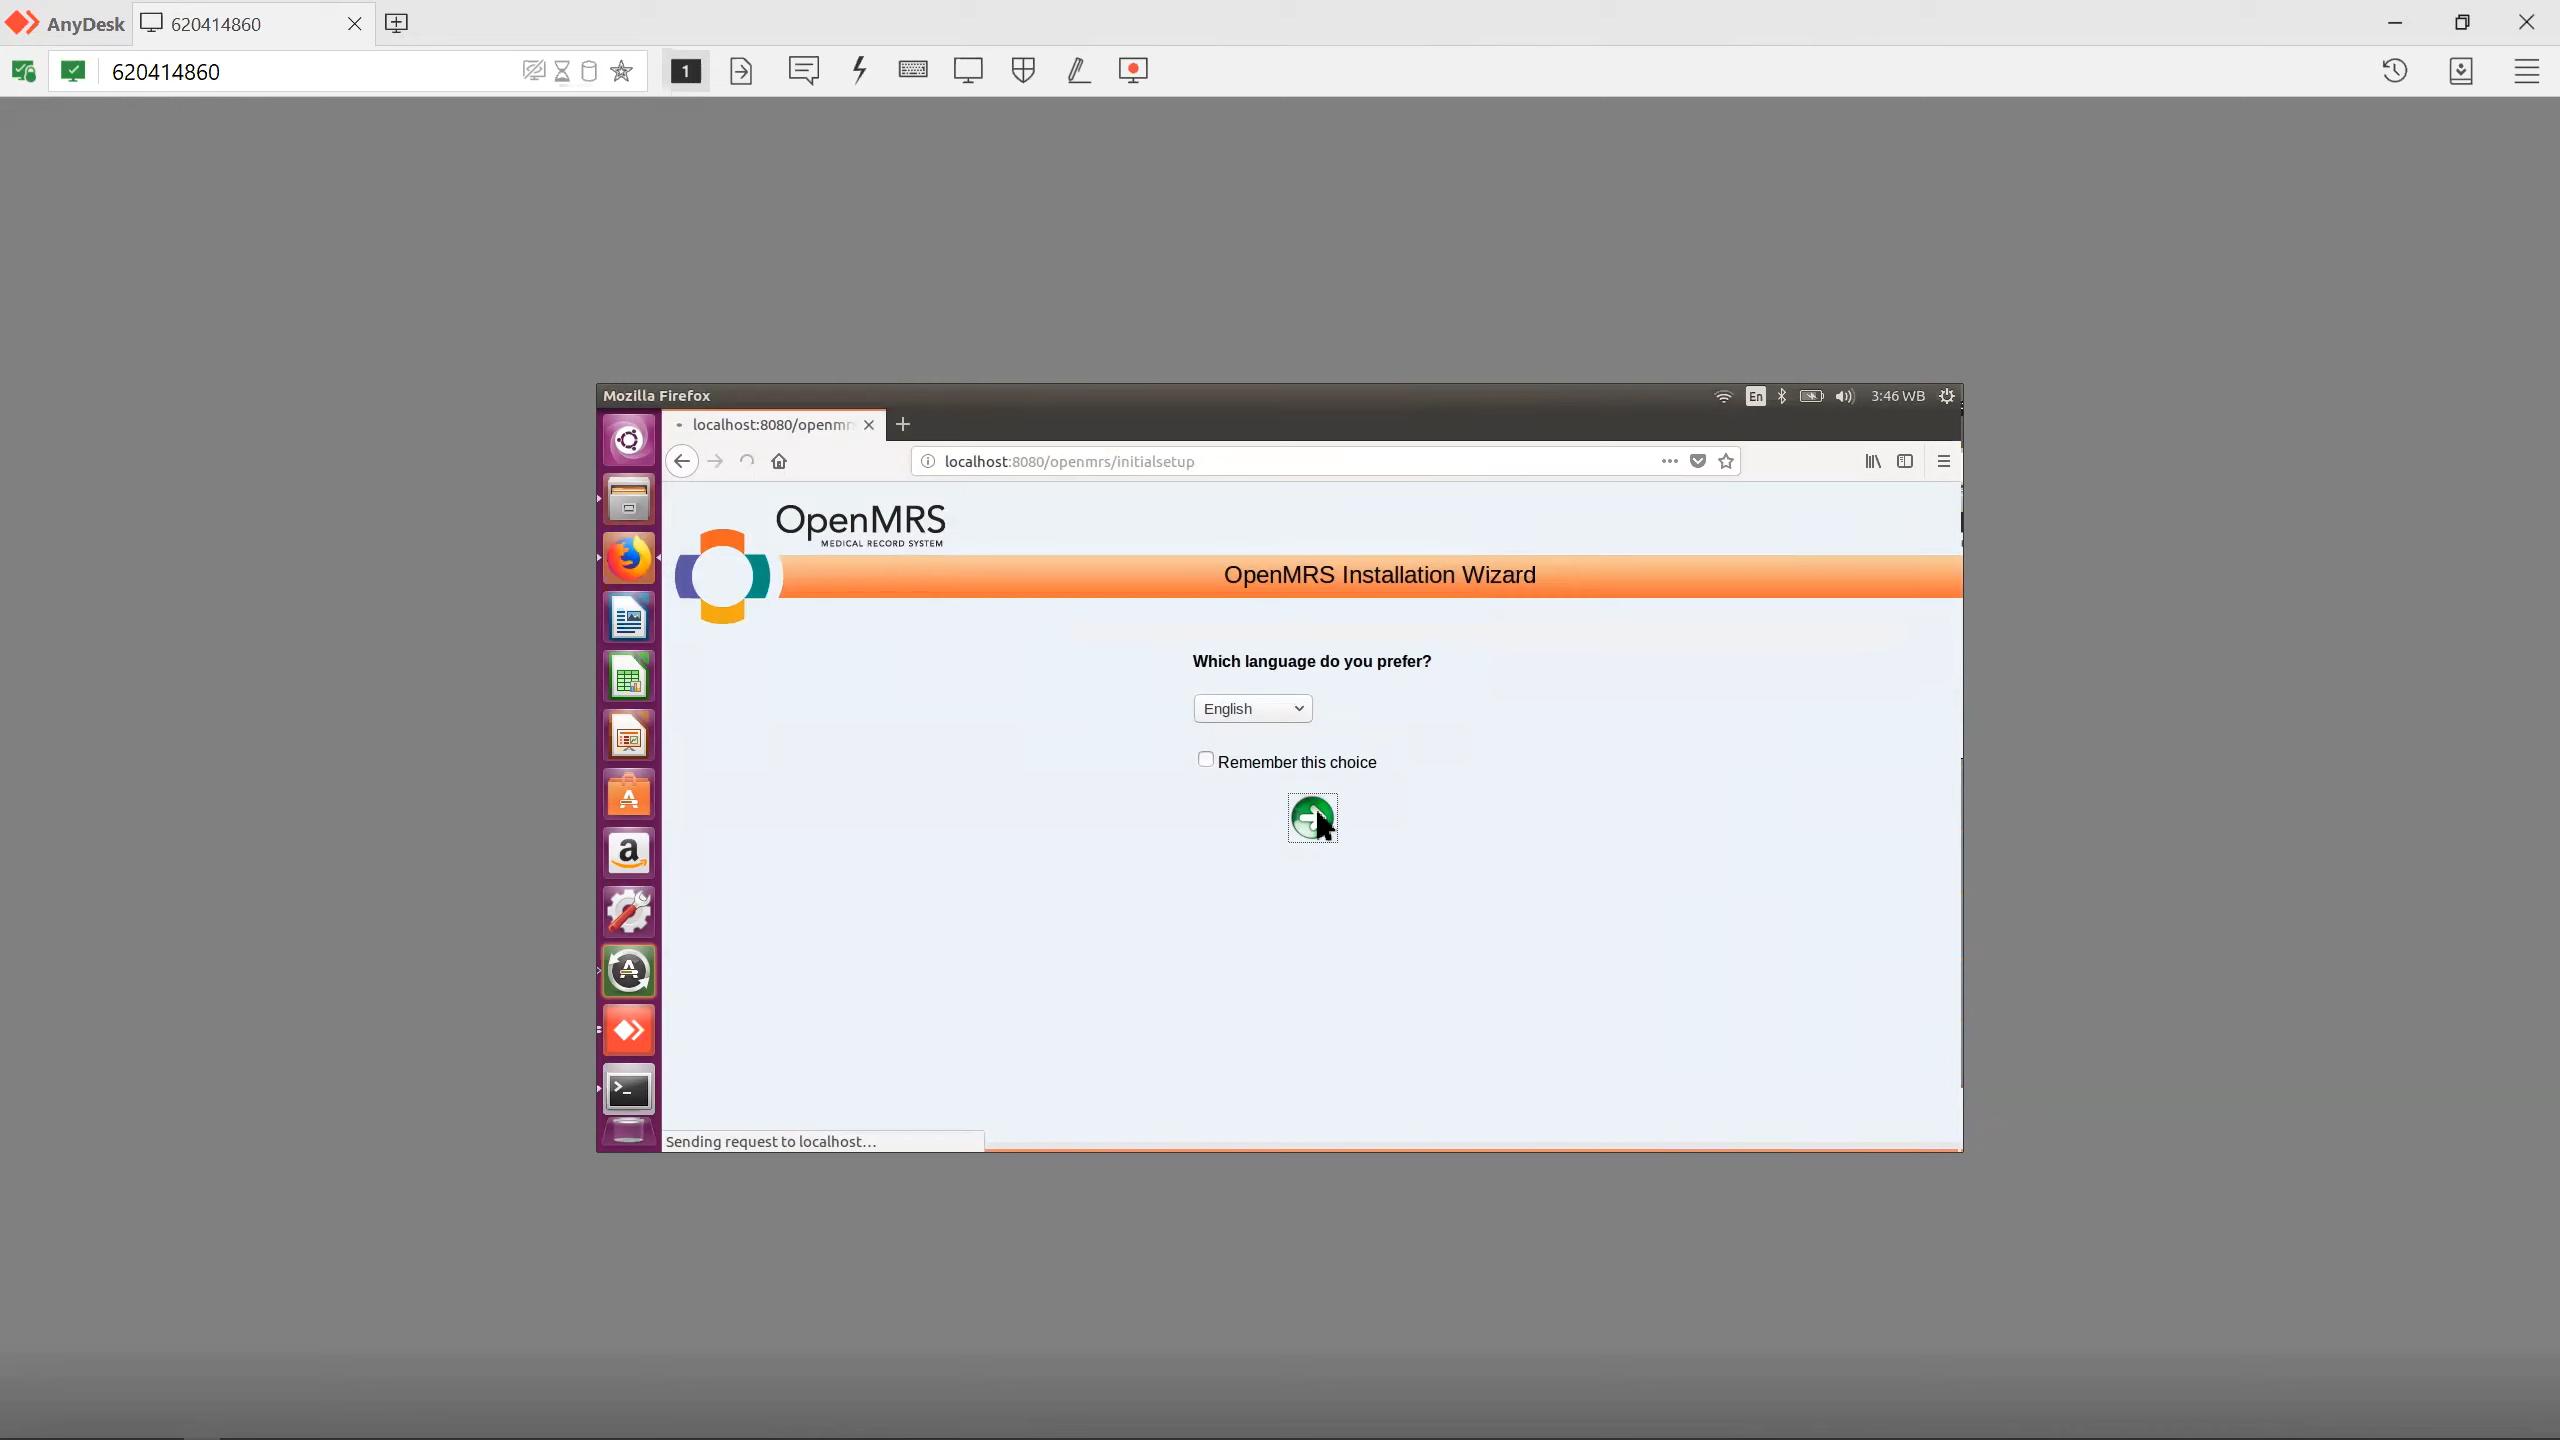 AnyDesk
620414860
620414860
1
Mozilla Firefox
En
3:46 WB
localhost:8080/openmr
localhost:8080/openmrs/initialsetup
OpenMRS
MEDICAL RECORD SYSTEM
OpenMRS Installation Wizard
Which language do you prefer?
English
Remember this choice
Sending request to localhost...